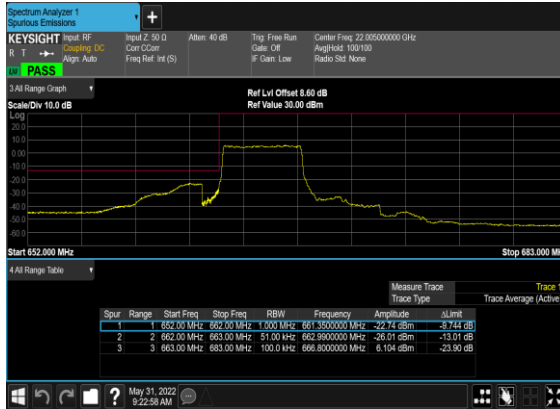 Spectrum Analyzer 1
Spurious Emissions
KEYSIGHT Input: RF Input Z: 50 Ω Atten: 40 dB Trig: Free Run Center Freq: 22.005000000 GHz
R T Coupling: DC Corr CCorr Gate: Off Avg|Hold: 100/100
Align: Auto Freq Ref: Int (S) IF Gain: Low Radio Std: None
PASS
3 All Range Graph
Ref Lvl Offset 8.60 dB
Scale/Div 10.0 dB Ref Value 30.00 dBm
Log
20.0
10.0
0.00
-10.0
-20.0
-30.0
-40.0
-50.0
-60.0
Start 652.000 MHz Stop 683.000 MH
4 All Range Table
Measure Trace Trace 1
Trace Type Trace Average (Active
Spur Range Start Freq Stop Freq RBW Frequency Amplitude ΔLimit
1 1 652.00 MHz 662.00 MHz 1.000 MHz 661.3500000 MHz -22.74 dBm -9.744 dB
2 2 662.00 MHz 663.00 MHz 51.00 kHz 662.9900000 MHz -26.01 dBm -13.01 dB
3 3 663.00 MHz 683.00 MHz 100.0 kHz 666.8000000 MHz 6.104 dBm -23.90 dB
? May 31, 2022
9:22:58 AM